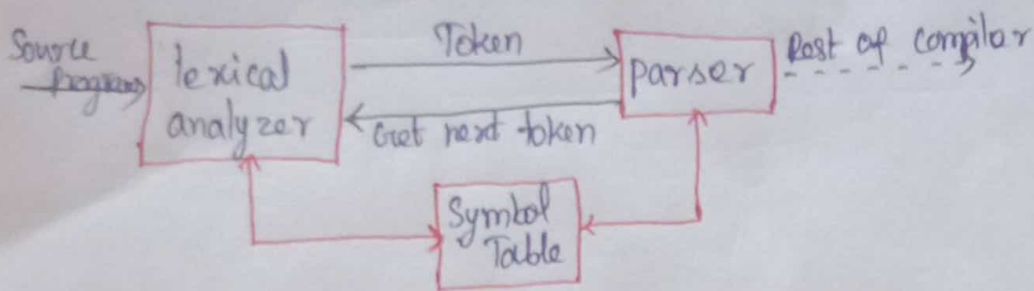 Source
Program
lexical
analyzer
Token
Get next token
parser
Rest of compiler
Symbol
Table